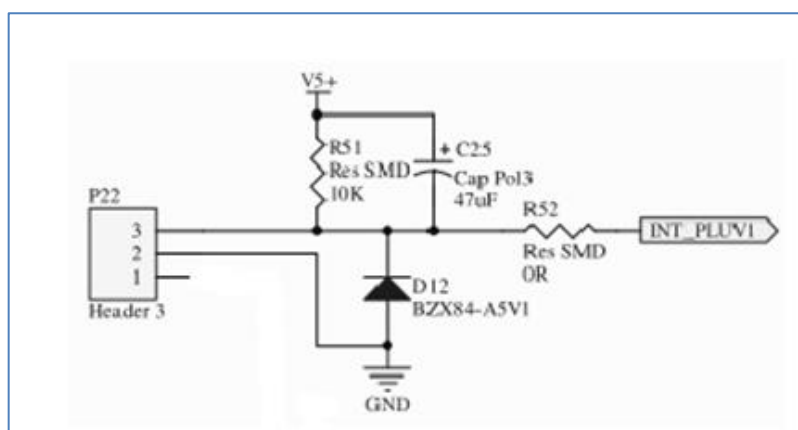 V5+
R51
Res SMD
10K
+ C25
Cap Pol3
47uF
P22
3
2
1
Header 3
R52
Res SMD
0R
INT_PLUV1
D12
BZX84-A5V1
GND